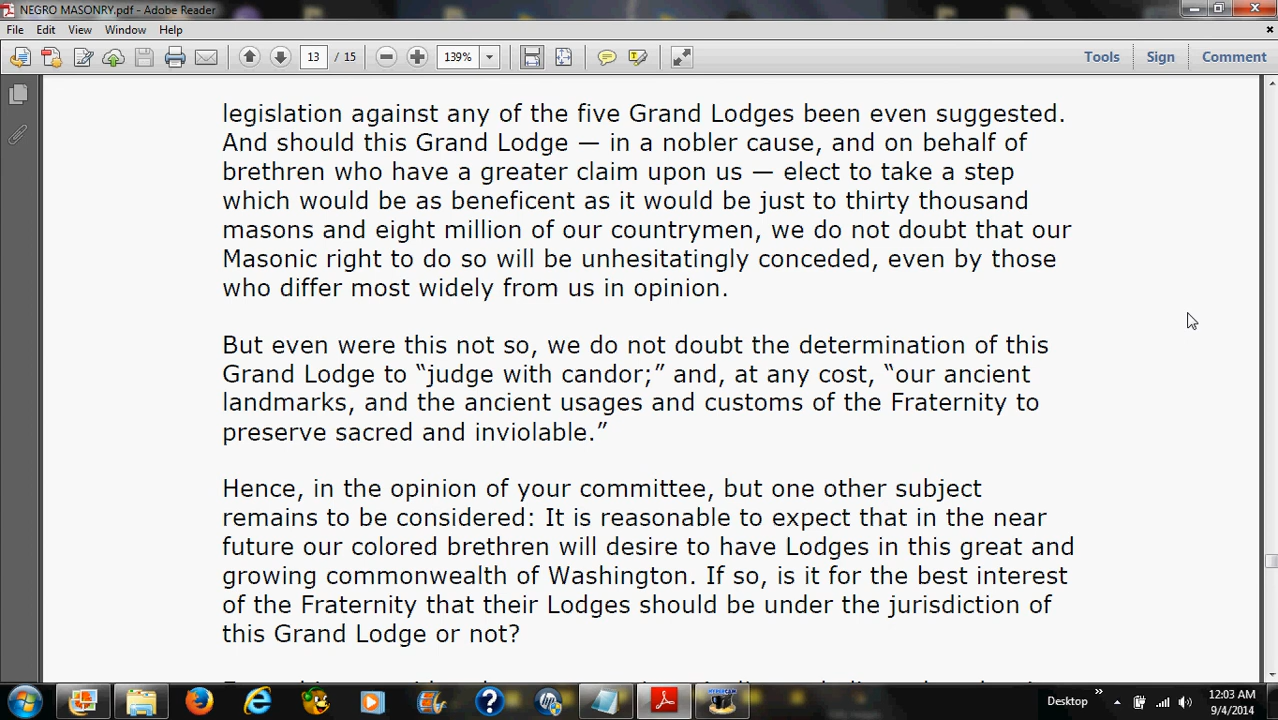 NEGRO MASONRY.pdf - Adobe Reader
File Edit View Window Help
13 / 15 139% Tools Sign Comment
legislation against any of the five Grand Lodges been even suggested.
And should this Grand Lodge — in a nobler cause, and on behalf of
brethren who have a greater claim upon us — elect to take a step
which would be as beneficent as it would be just to thirty thousand
masons and eight million of our countrymen, we do not doubt that our
Masonic right to do so will be unhesitatingly conceded, even by those
who differ most widely from us in opinion.
But even were this not so, we do not doubt the determination of this
Grand Lodge to “judge with candor;” and, at any cost, “our ancient
landmarks, and the ancient usages and customs of the Fraternity to
preserve sacred and inviolable.”
Hence, in the opinion of your committee, but one other subject
remains to be considered: It is reasonable to expect that in the near
future our colored brethren will desire to have Lodges in this great and
growing commonwealth of Washington. If so, is it for the best interest
of the Fraternity that their Lodges should be under the jurisdiction of
this Grand Lodge or not?
Desktop
12:03 AM
9/4/2014